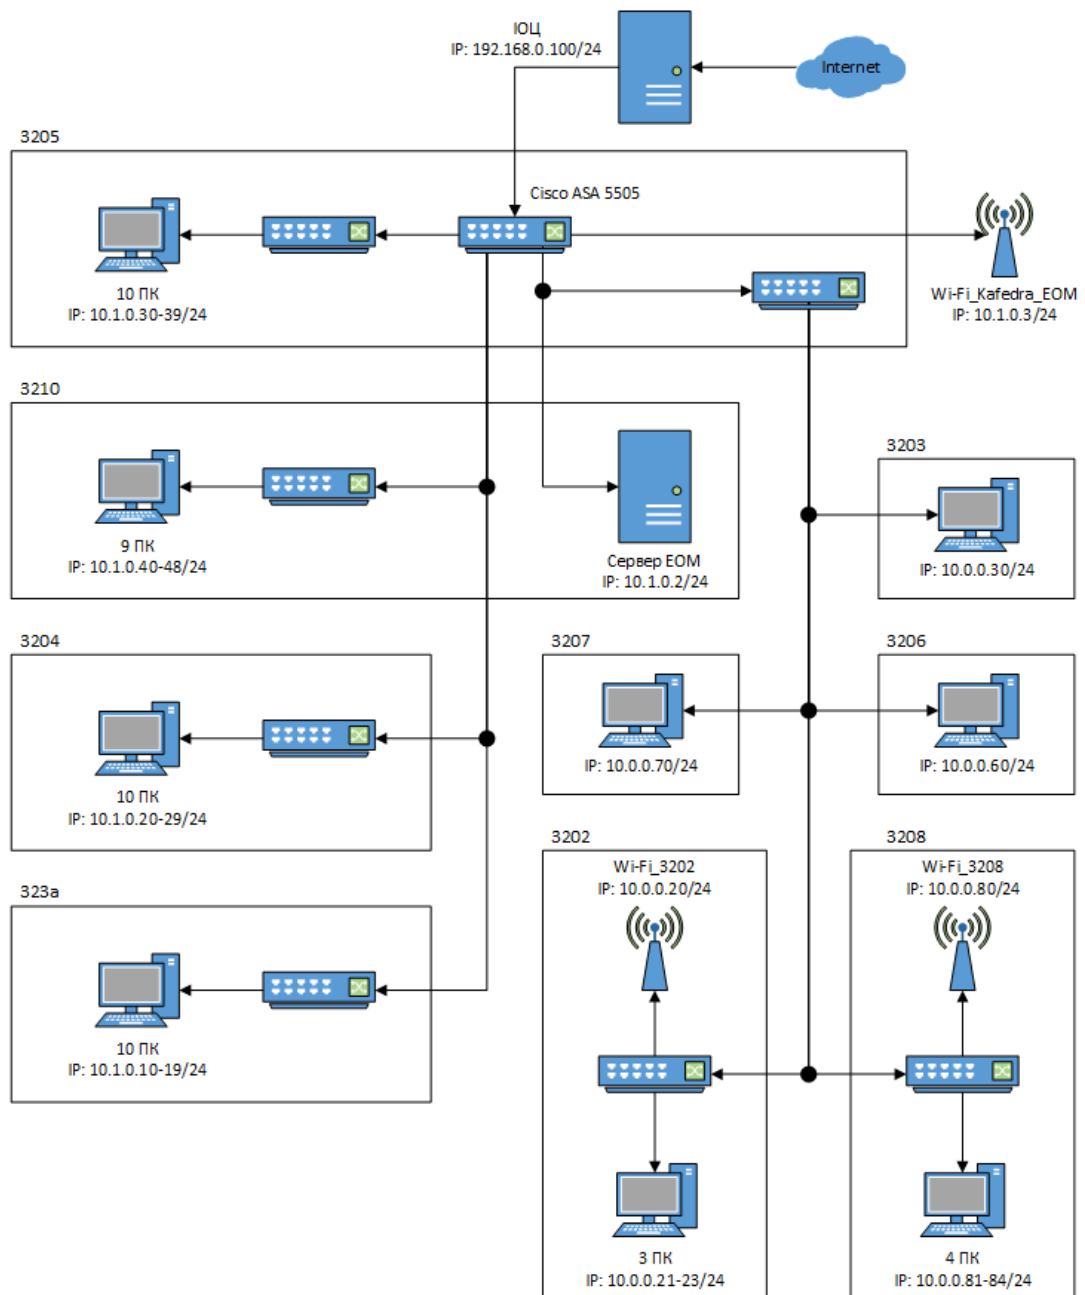 ІОЦ
IP: 192.168.0.100/24
Internet
3205
Cisco ASA 5505
10 ПК
IP: 10.1.0.30-39/24
Wi-Fi_Kafedra_EOM
IP: 10.1.0.3/24
3210
9 ПК
IP: 10.1.0.40-48/24
Сервер ЕОМ
IP: 10.1.0.2/24
3203
IP: 10.0.0.30/24
3204
10 ПК
IP: 10.1.0.20-29/24
3207
IP: 10.0.0.70/24
3206
IP: 10.0.0.60/24
323а
10 ПК
IP: 10.1.0.10-19/24
3202
Wi-Fi_3202
IP: 10.0.0.20/24
3 ПК
IP: 10.0.0.21-23/24
3208
Wi-Fi_3208
IP: 10.0.0.80/24
4 ПК
IP: 10.0.0.81-84/24